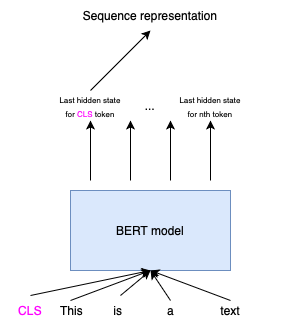 Sequence representation
Last hidden state
for CLS token
...
Last hidden state
for nth token
BERT model
CLS This is a text